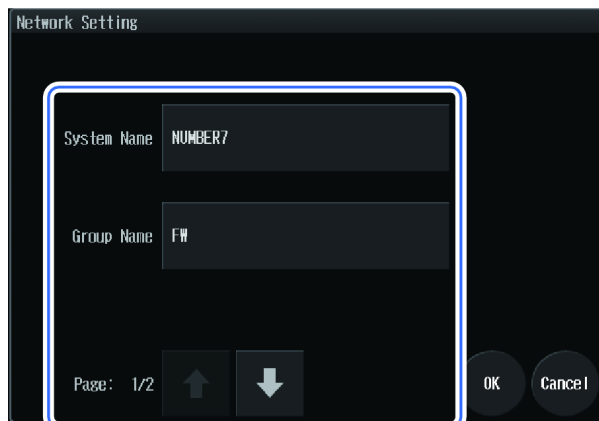 Network Setting
System Name NUMBER7
Group Name FW
Page: 1/2
OK Cancel